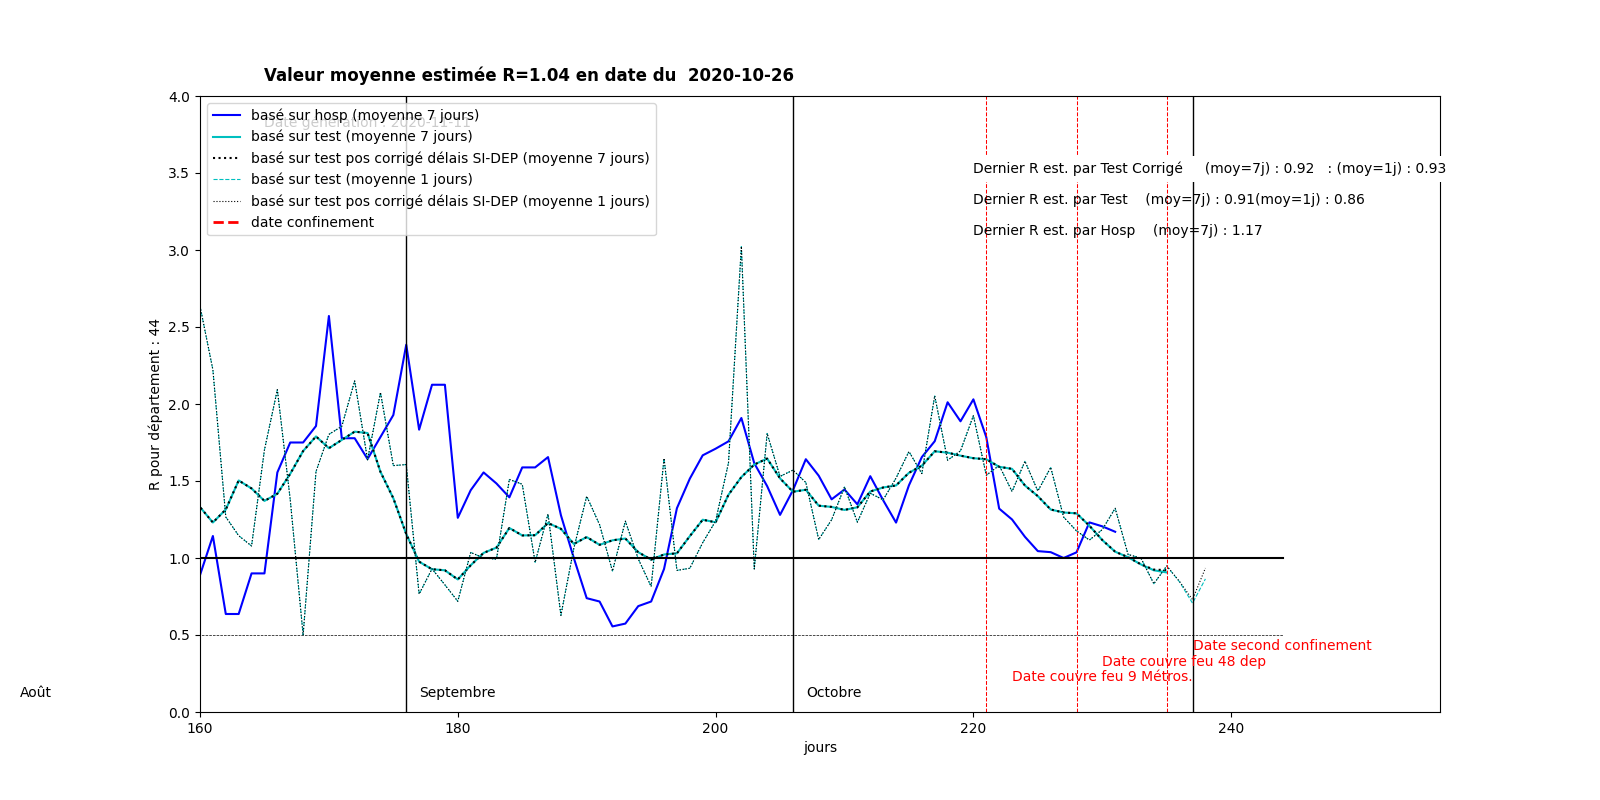 Valeur moyenne estimée R=1.04 en date du  2020-10-26
Date génération : 2020-11-11
basé sur hosp (moyenne 7 jours)
basé sur test (moyenne 7 jours)
basé sur test pos corrigé délais SI-DEP (moyenne 7 jours)
basé sur test (moyenne 1 jours)
basé sur test pos corrigé délais SI-DEP (moyenne 1 jours)
date confinement
Dernier R est. par Test Corrigé     (moy=7j) : 0.92   : (moy=1j) : 0.93
Dernier R est. par Test    (moy=7j) : 0.91(moy=1j) : 0.86
Dernier R est. par Hosp    (moy=7j) : 1.17
4.0
3.5
3.0
2.5
2.0
1.5
1.0
0.5
0.0
R pour département : 44
Date second confinement
Date couvre feu 48 dep
Date couvre feu 9 Métros.
Août
Septembre
Octobre
160
180
200
220
240
jours